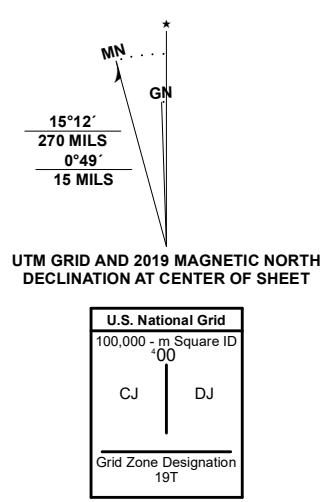 ★
MN
GN
15°12´
270 MILS
0°49´
15 MILS
UTM GRID AND 2019 MAGNETIC NORTH
DECLINATION AT CENTER OF SHEET
U.S. National Grid
100,000 - m Square ID
⁴00
CJ DJ
Grid Zone Designation
19T